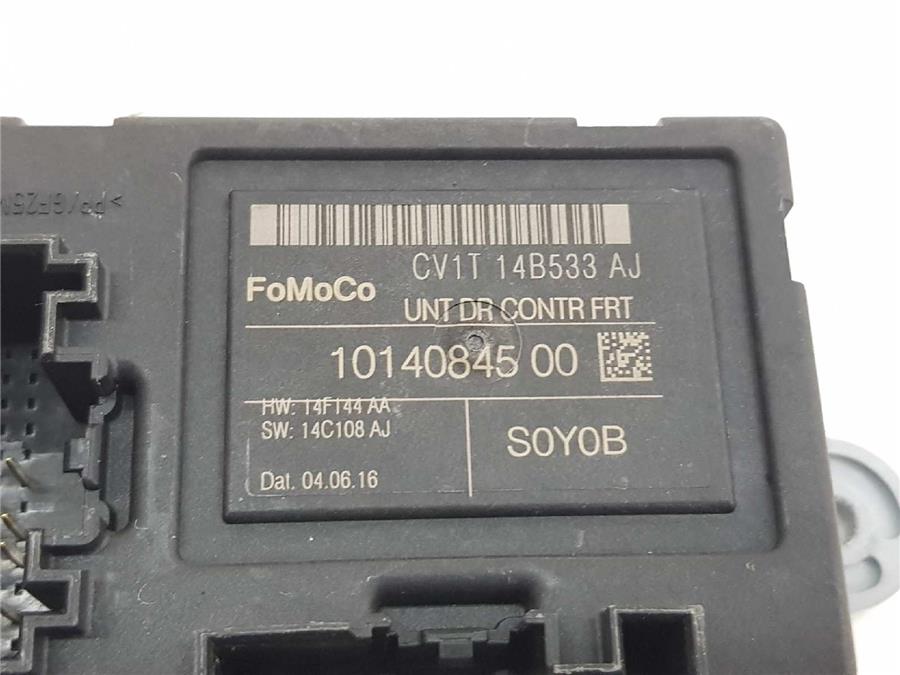 CV1T 14B533 AJ
FoMoCo
UNT DR CONTR FRT
10140845 00
HW: 14F144 AA
SW: 14C108 AJ
S0Y0B
Dat. 04.06.16